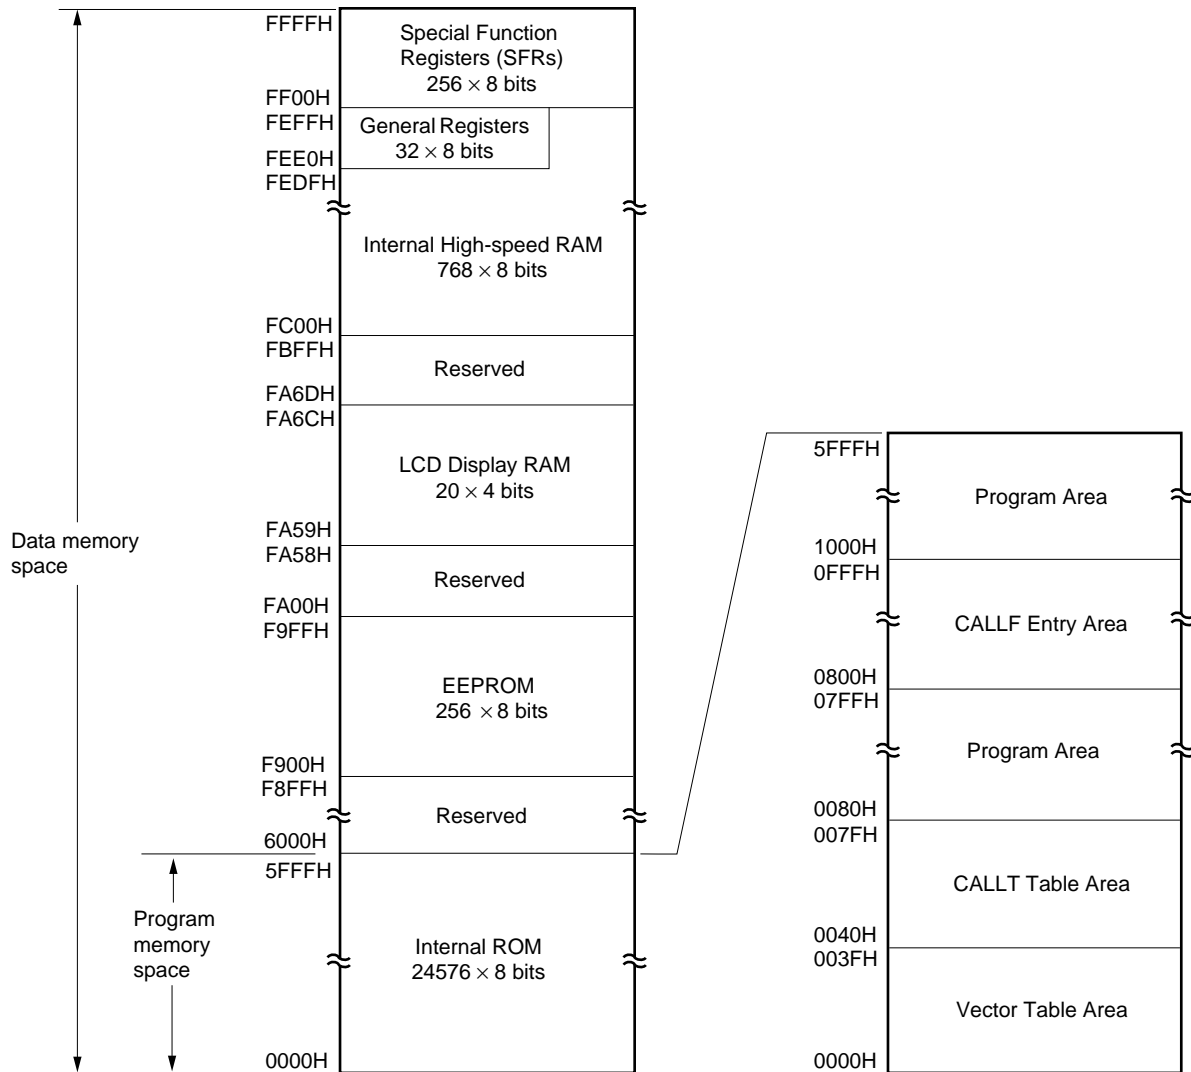 FFFFH
Special Function
Registers (SFRs)
256 × 8 bits
FF00H
FEFFH
General Registers
32 × 8 bits
FEE0H
FEDFH
Internal High-speed RAM
768 × 8 bits
FC00H
FBFFH
Reserved
FA6DH
FA6CH
LCD Display RAM
20 × 4 bits
FA59H
FA58H
Reserved
FA00H
F9FFH
EEPROM
256 × 8 bits
F900H
F8FFH
Reserved
6000H
5FFFH
Internal ROM
24576 × 8 bits
0000H
Data memory
space
Program
memory
space
5FFFH
Program Area
1000H
0FFFH
CALLF Entry Area
0800H
07FFH
Program Area
0080H
007FH
CALLT Table Area
0040H
003FH
Vector Table Area
0000H